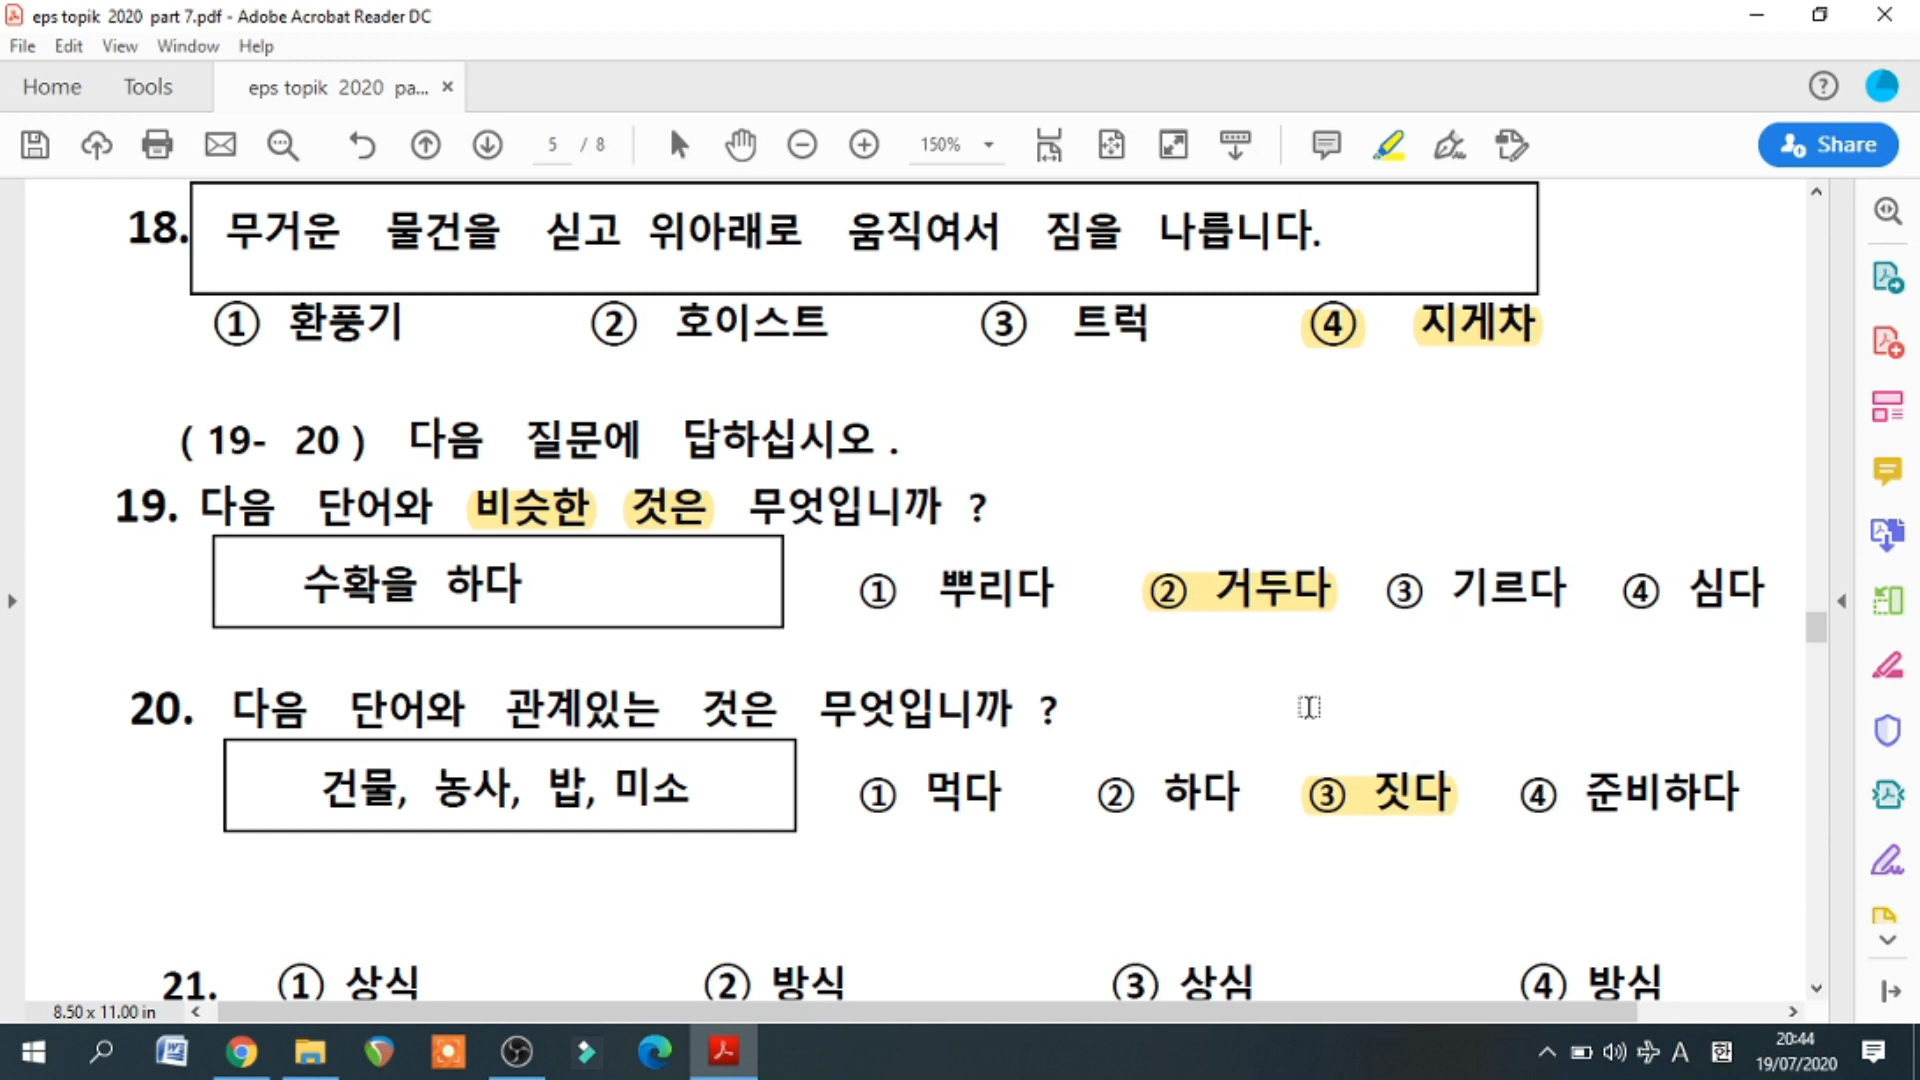 eps topik 2020 part 7.pdf - Adobe Acrobat Reader DC
File Edit View Window Help
Home Tools eps topik 2020 pa... ×
5 / 8 150% Share
18. 무거운 물건을 싣고 위아래로 움직여서 짐을 나릅니다.
① 환풍기 ② 호이스트 ③ 트럭 ④ 지게차
( 19- 20 ) 다음 질문에 답하십시오 .
19. 다음 단어와 비슷한 것은 무엇입니까 ?
수확을 하다 ① 뿌리다 ② 거두다 ③ 기르다 ④ 심다
20. 다음 단어와 관계있는 것은 무엇입니까 ?
건물, 농사, 밥, 미소 ① 먹다 ② 하다 ③ 짓다 ④ 준비하다
21. ① 상식 ② 방식 ③ 상심 ④ 방심
8.50 x 11.00 in
A 한 20:44
19/07/2020